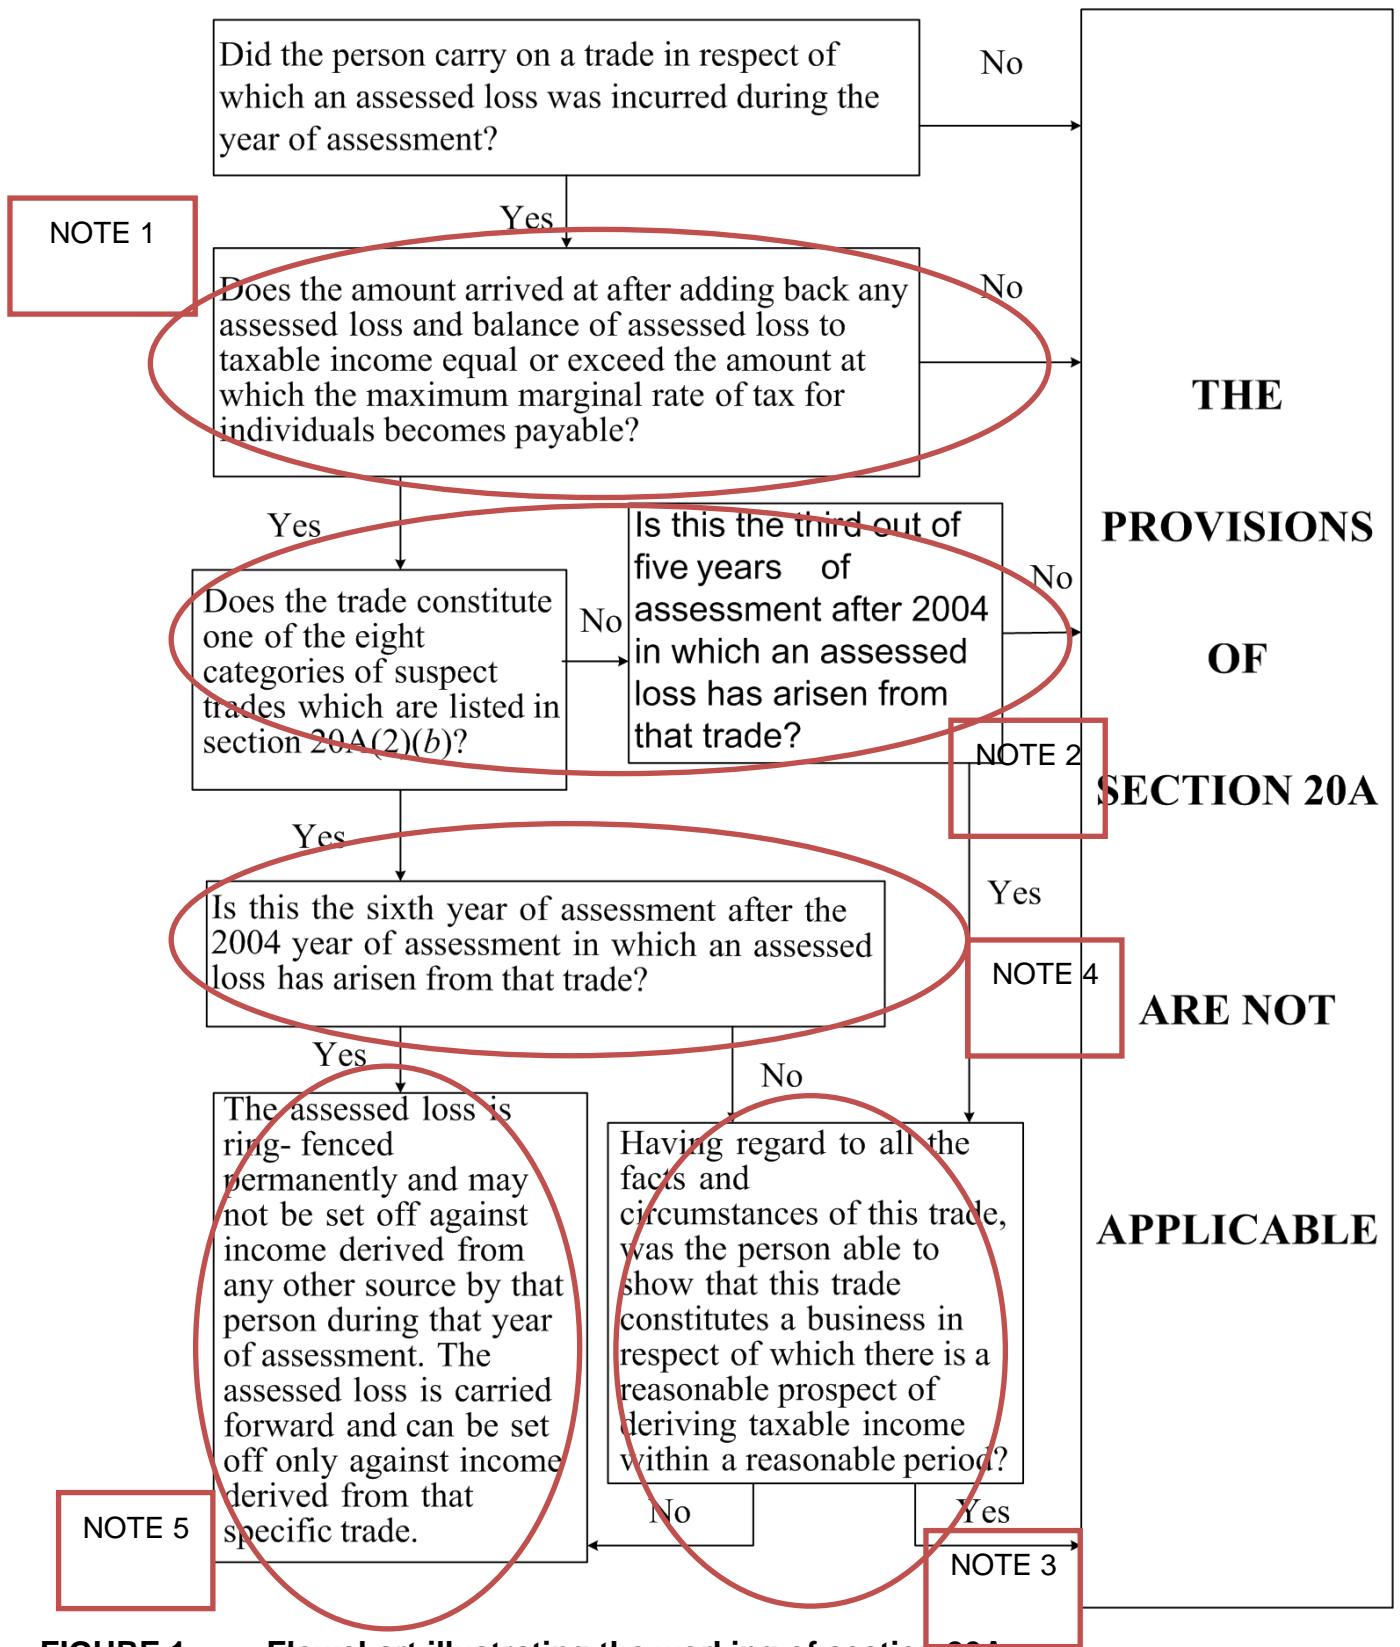 Did the person carry on a trade in respect of
which an assessed loss was incurred during the
year of assessment?
No
Yes
NOTE 1
Does the amount arrived at after adding back any
assessed loss and balance of assessed loss to
taxable income equal or exceed the amount at
which the maximum marginal rate of tax for
individuals becomes payable?
No
Yes
Does the trade constitute
one of the eight
categories of suspect
trades which are listed in
section 20A(2)(b)?
No
Is this the third out of
five years of
assessment after 2004
in which an assessed
loss has arisen from
that trade?
No
NOTE 2
Yes
Yes
Is this the sixth year of assessment after the
2004 year of assessment in which an assessed
loss has arisen from that trade?
NOTE 4
Yes
No
The assessed loss is
ring- fenced
permanently and may
not be set off against
income derived from
any other source by that
person during that year
of assessment. The
assessed loss is carried
forward and can be set
off only against income
derived from that
specific trade.
NOTE 5
Having regard to all the
facts and
circumstances of this trade,
was the person able to
show that this trade
constitutes a business in
respect of which there is a
reasonable prospect of
deriving taxable income
within a reasonable period?
No
Yes
NOTE 3
THE
PROVISIONS
OF
SECTION 20A
ARE NOT
APPLICABLE
FIGURE 1 Flowchart illustrating the working of section 20A